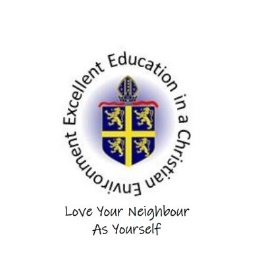 Excellent Education in a Christian Environment
Love Your Neighbour
As Yourself